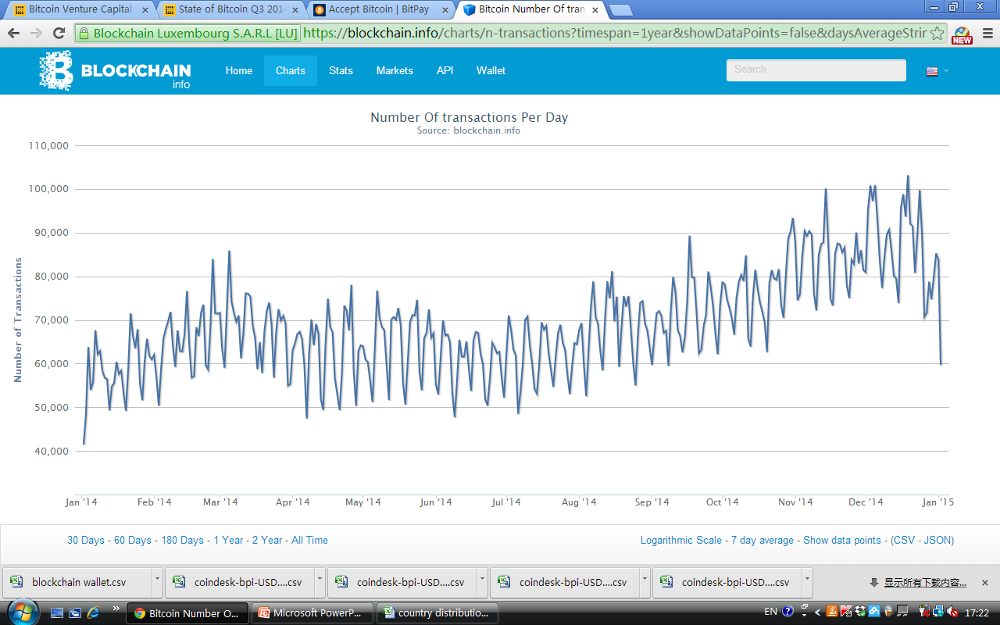 Bitcoin Venture Capital
State of Bitcoin Q3 2014
Accept Bitcoin | BitPay
Bitcoin Number Of tran
Blockchain Luxembourg S.A.R.L [LU] https://blockchain.info/charts/n-transactions?timespan=1year&showDataPoints=false&daysAverageStrin
NEW
BLOCKCHAIN
info
Home Charts Stats Markets API Wallet Search
Number Of transactions Per Day
Source: blockchain.info
Number of Transactions
110,000
100,000
90,000
80,000
70,000
60,000
50,000
40,000
Jan '14 Feb '14 Mar '14 Apr '14 May '14 Jun '14 Jul '14 Aug '14 Sep '14 Oct '14 Nov '14 Dec '14 Jan '15
30 Days - 60 Days - 180 Days - 1 Year - 2 Year - All Time
Logarithmic Scale - 7 day average - Show data points - (CSV - JSON)
blockchain wallet.csv
coindesk-bpi-USD....csv
coindesk-bpi-USD....csv
coindesk-bpi-USD....csv
coindesk-bpi-USD....csv
显示所有下载内容...
Bitcoin Number O...
Microsoft PowerP...
country distributio...
EN
17:22